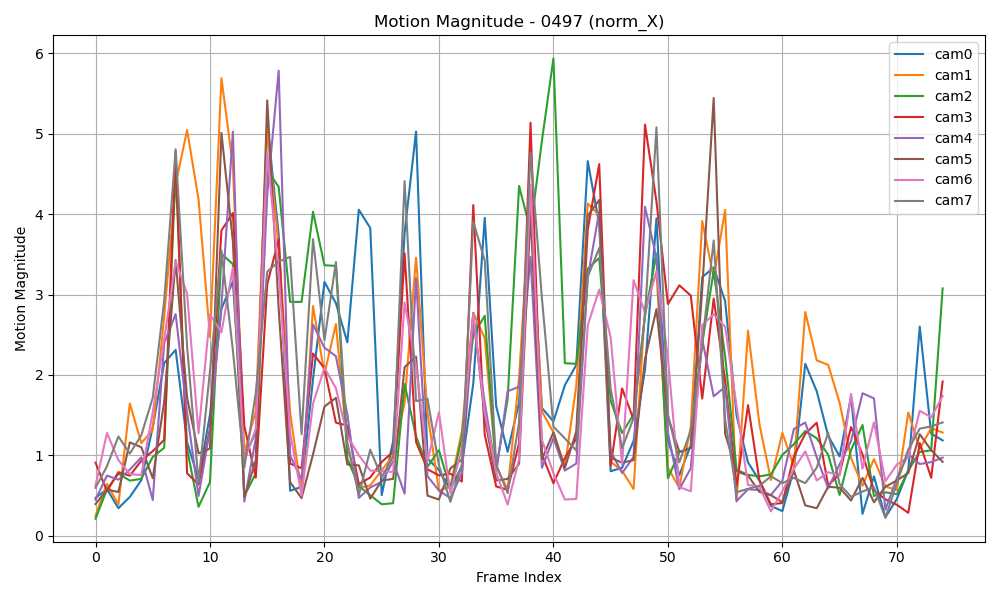 Motion Magnitude - 0497 (norm_X)
Motion Magnitude
6
5
4
3
2
1
0
0
10
20
30
40
50
60
70
Frame Index
cam0
cam1
cam2
cam3
cam4
cam5
cam6
cam7